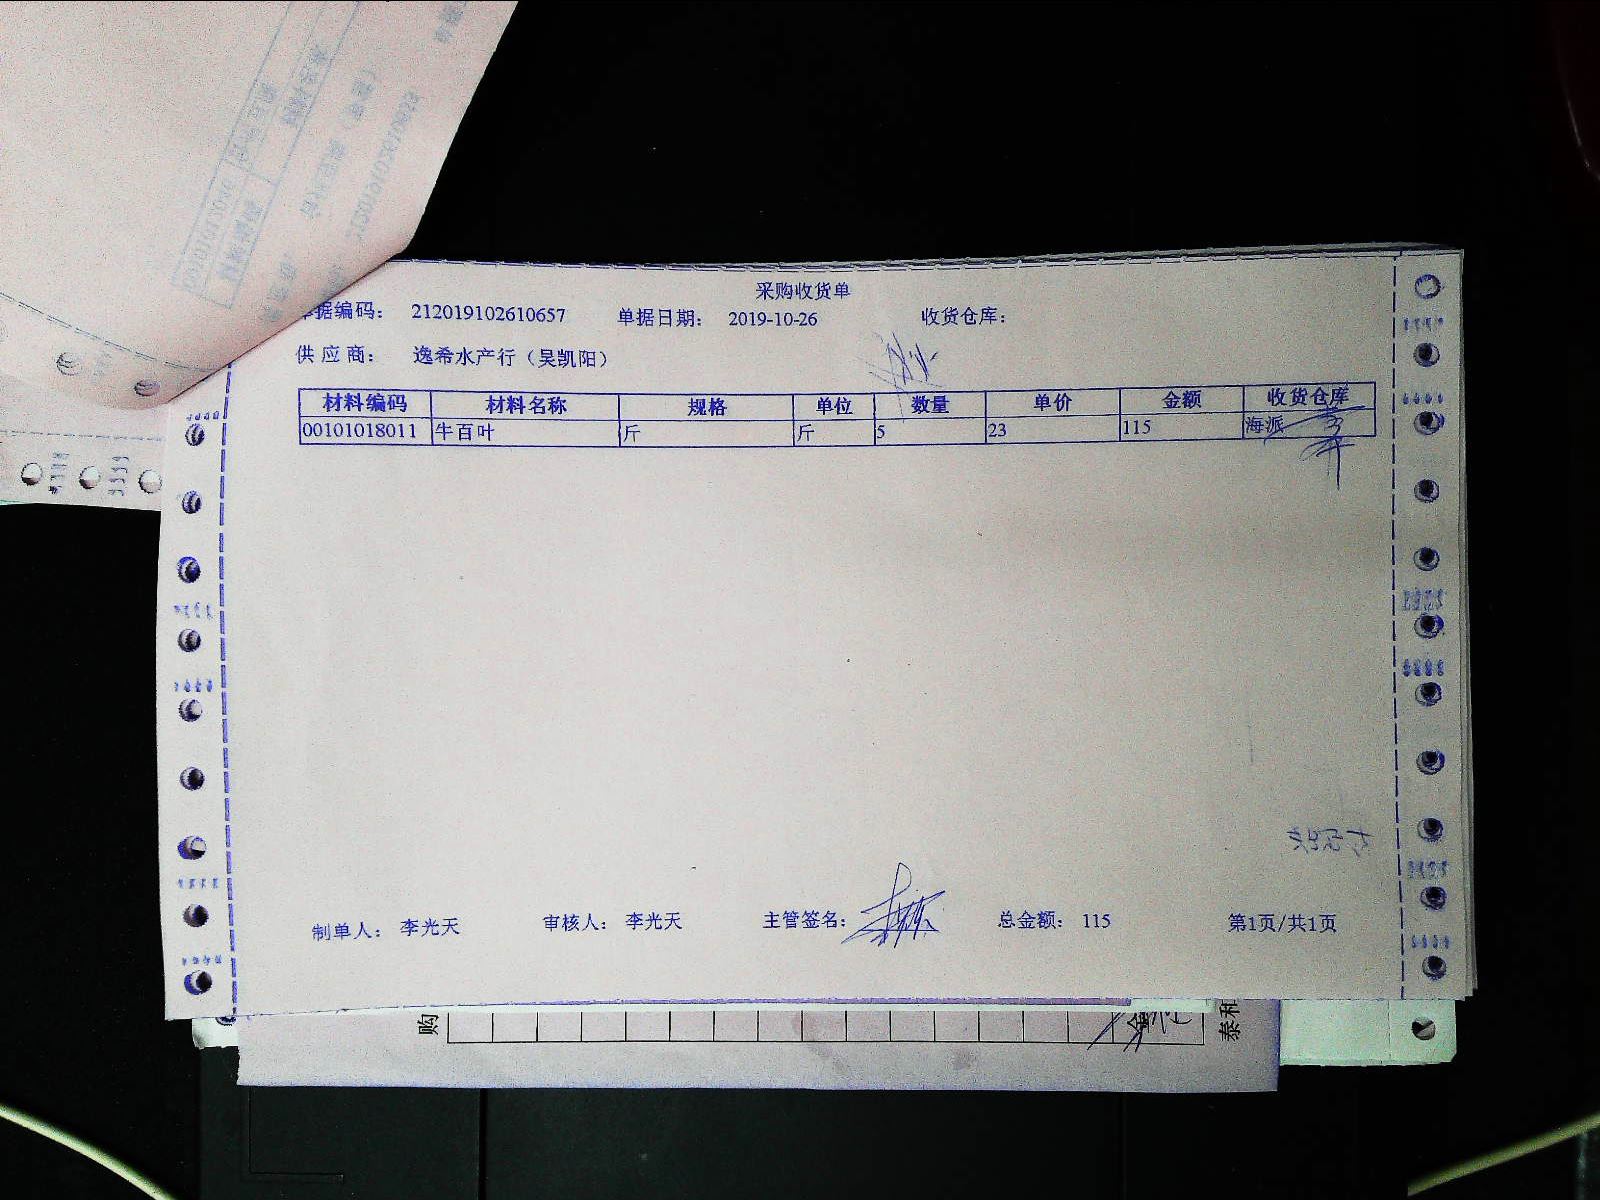 采购收货单
单据编码： 212019102610657 单据日期： 2019-10-26 收货仓库：
供应商： 逸希水产行（吴凯阳）
材料编码 材料名称 规格 单位 数量 单价 金额 收货仓库
00101018011 牛百叶 斤 斤 5 23 115 海派
制单人： 李光天 审核人： 李光天 主管签名： 总金额： 115 第1页/共1页
购
泰和